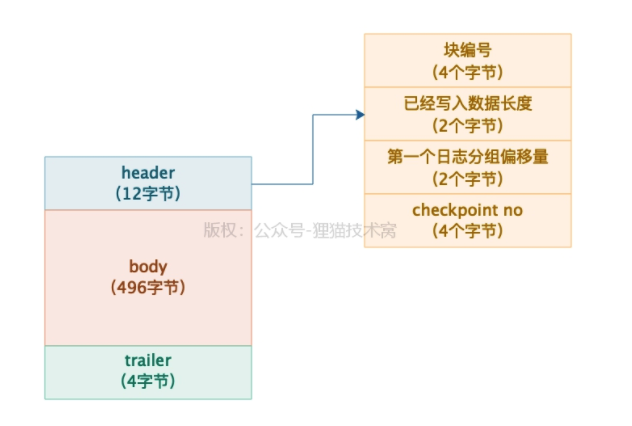 块编号
(4个字节)
已经写入数据长度
(2个字节)
第一个日志分组偏移量
(2个字节)
checkpoint no
(4个字节)
header
(12字节)
body
(496字节)
trailer
(4字节)
版权：公众号-狸猫技术窝